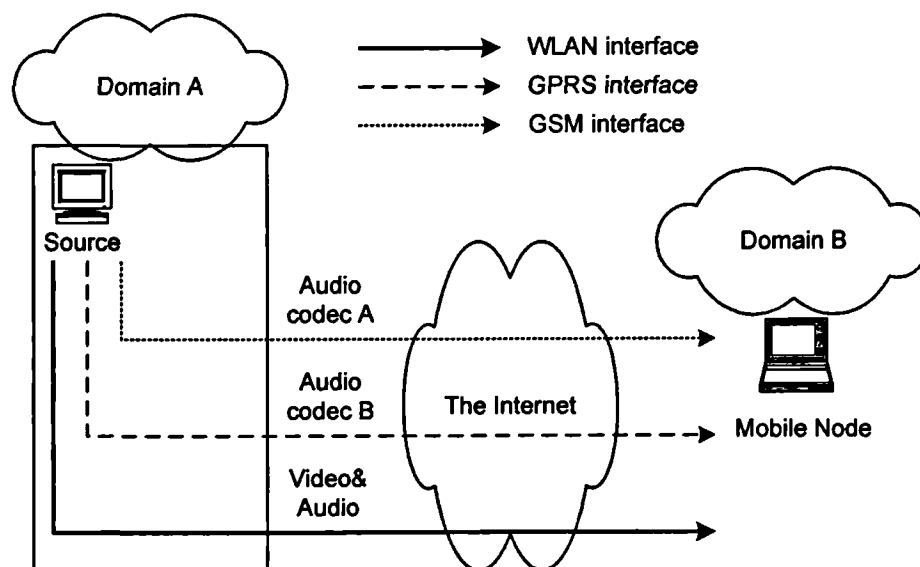 Domain A
WLAN interface
GPRS interface
GSM interface
Source
Domain B
Audio
codec A
Audio
codec B
The Internet
Mobile Node
Video&
Audio